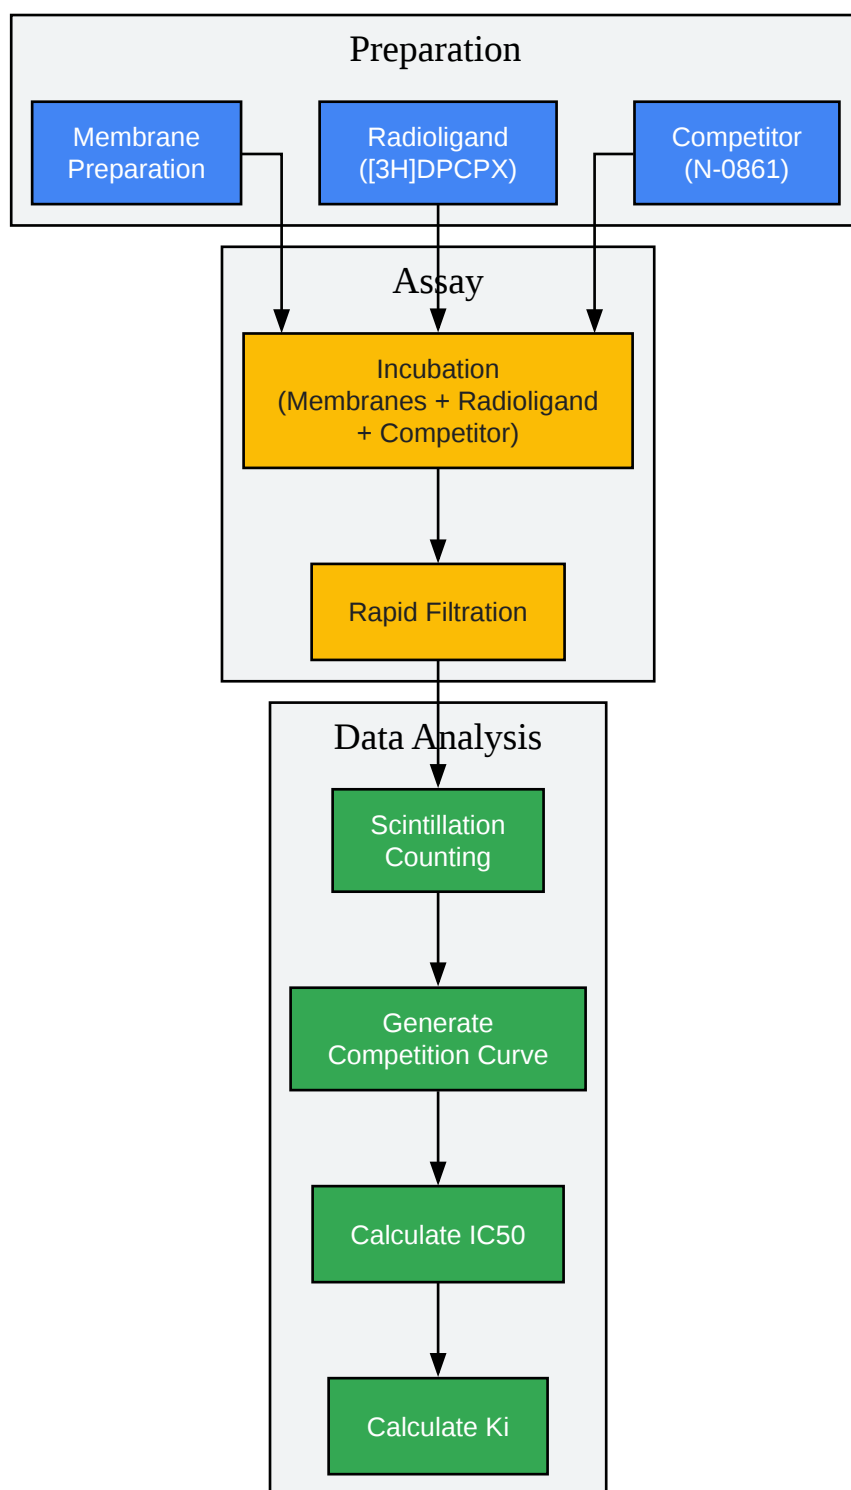 Preparation
Membrane
Preparation
Radioligand
([3H]DPCPX)
Competitor
(N-0861)
Assay
Incubation
(Membranes + Radioligand
+ Competitor)
Rapid Filtration
Data Analysis
Scintillation
Counting
Generate
Competition Curve
Calculate IC50
Calculate Ki